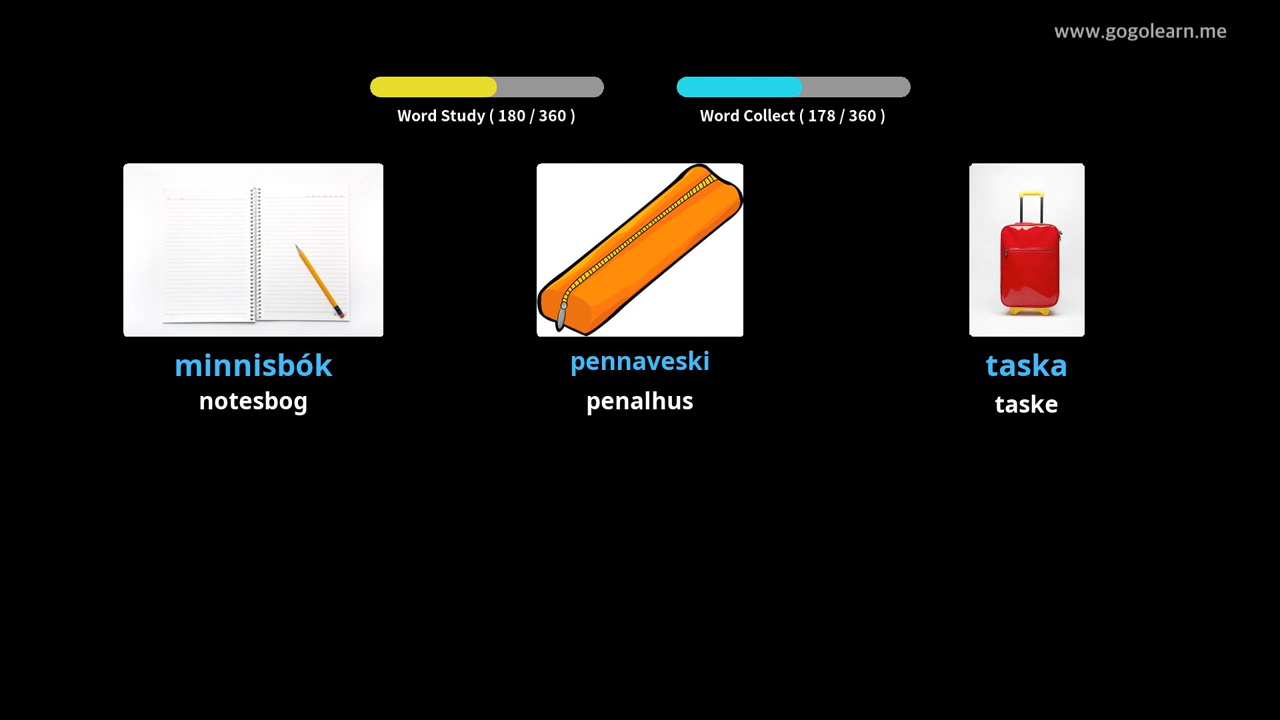 www.gogolearn.me
Word Study ( 180 / 360 )
Word Collect ( 178 / 360 )
minnisbók
notesbog
pennaveski
penalhus
taska
taske